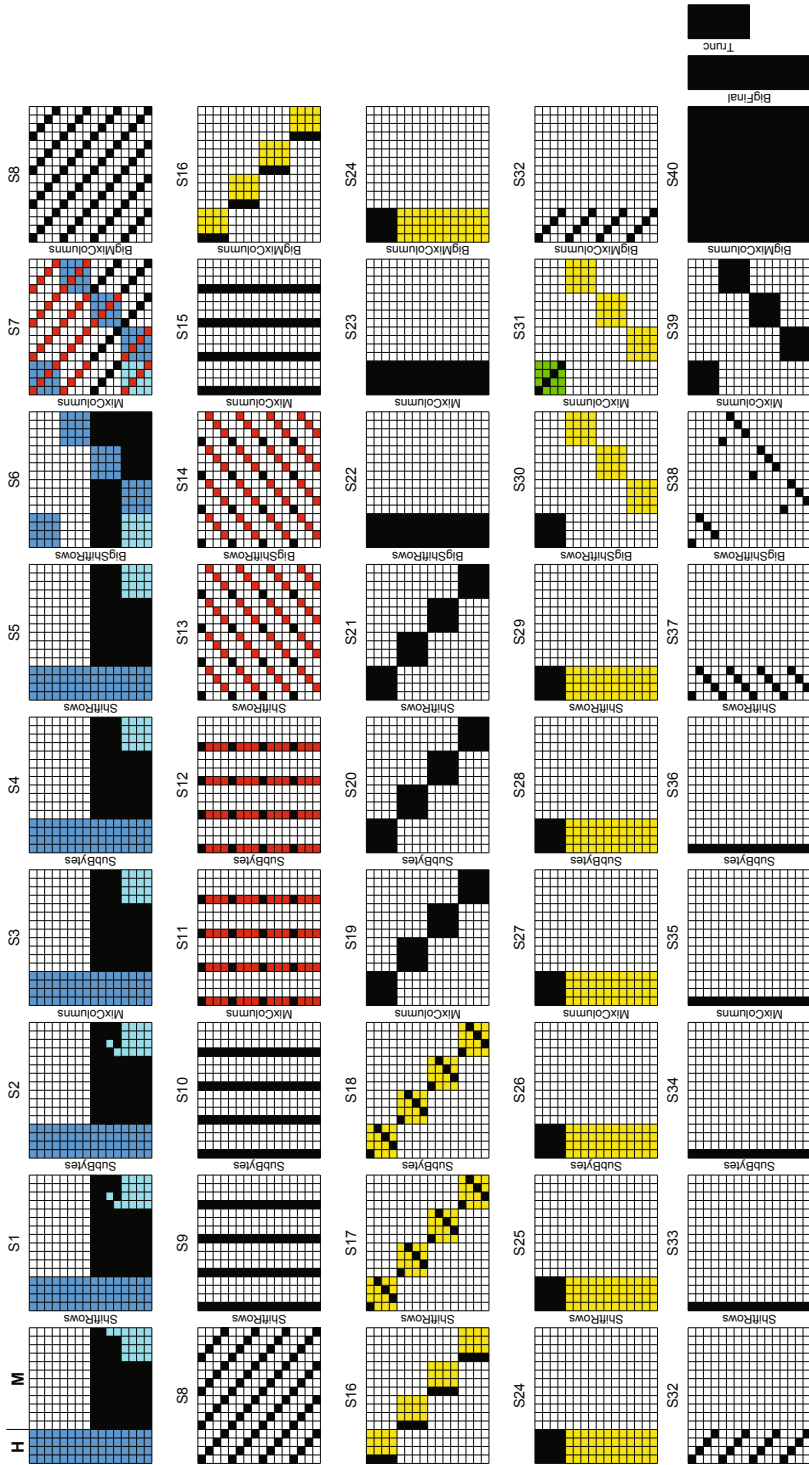 H
M
ShiftRows
S1
SubBytes
S2
MixColumns
S3
SubBytes
S4
ShiftRows
S5
BigShiftRows
S6
MixColumns
S7
BigMixColumns
S8
S8
ShiftRows
S9
SubBytes
S10
MixColumns
S11
SubBytes
S12
ShiftRows
S13
BigShiftRows
S14
MixColumns
S15
BigMixColumns
S16
S16
ShiftRows
S17
SubBytes
S18
MixColumns
S19
SubBytes
S20
ShiftRows
S21
BigShiftRows
S22
MixColumns
S23
BigMixColumns
S24
S24
ShiftRows
S25
SubBytes
S26
MixColumns
S27
SubBytes
S28
ShiftRows
S29
BigShiftRows
S30
MixColumns
S31
BigMixColumns
S32
S32
ShiftRows
S33
SubBytes
S34
MixColumns
S35
SubBytes
S36
ShiftRows
S37
BigShiftRows
S38
MixColumns
S39
BigMixColumns
S40
BigFinal
Trunc